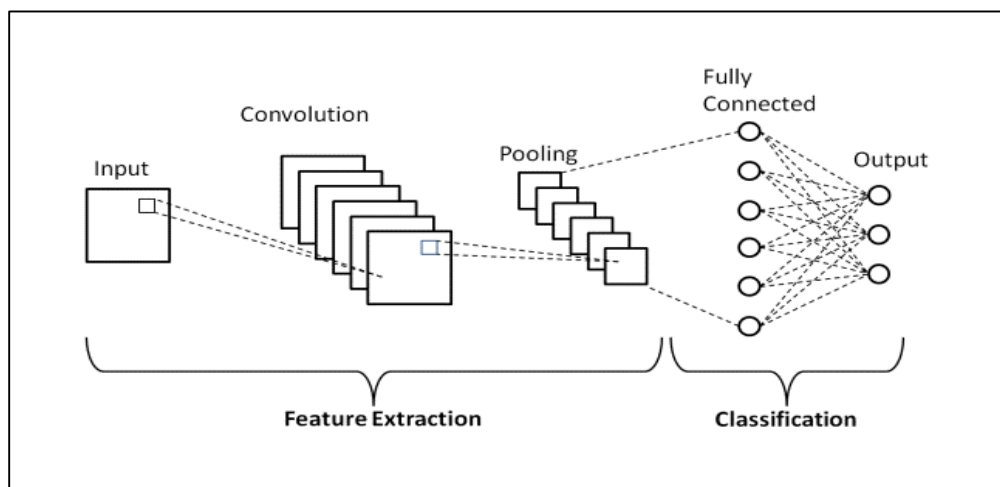 Input
Convolution
Pooling
Fully
Connected
Output
Feature Extraction
Classification